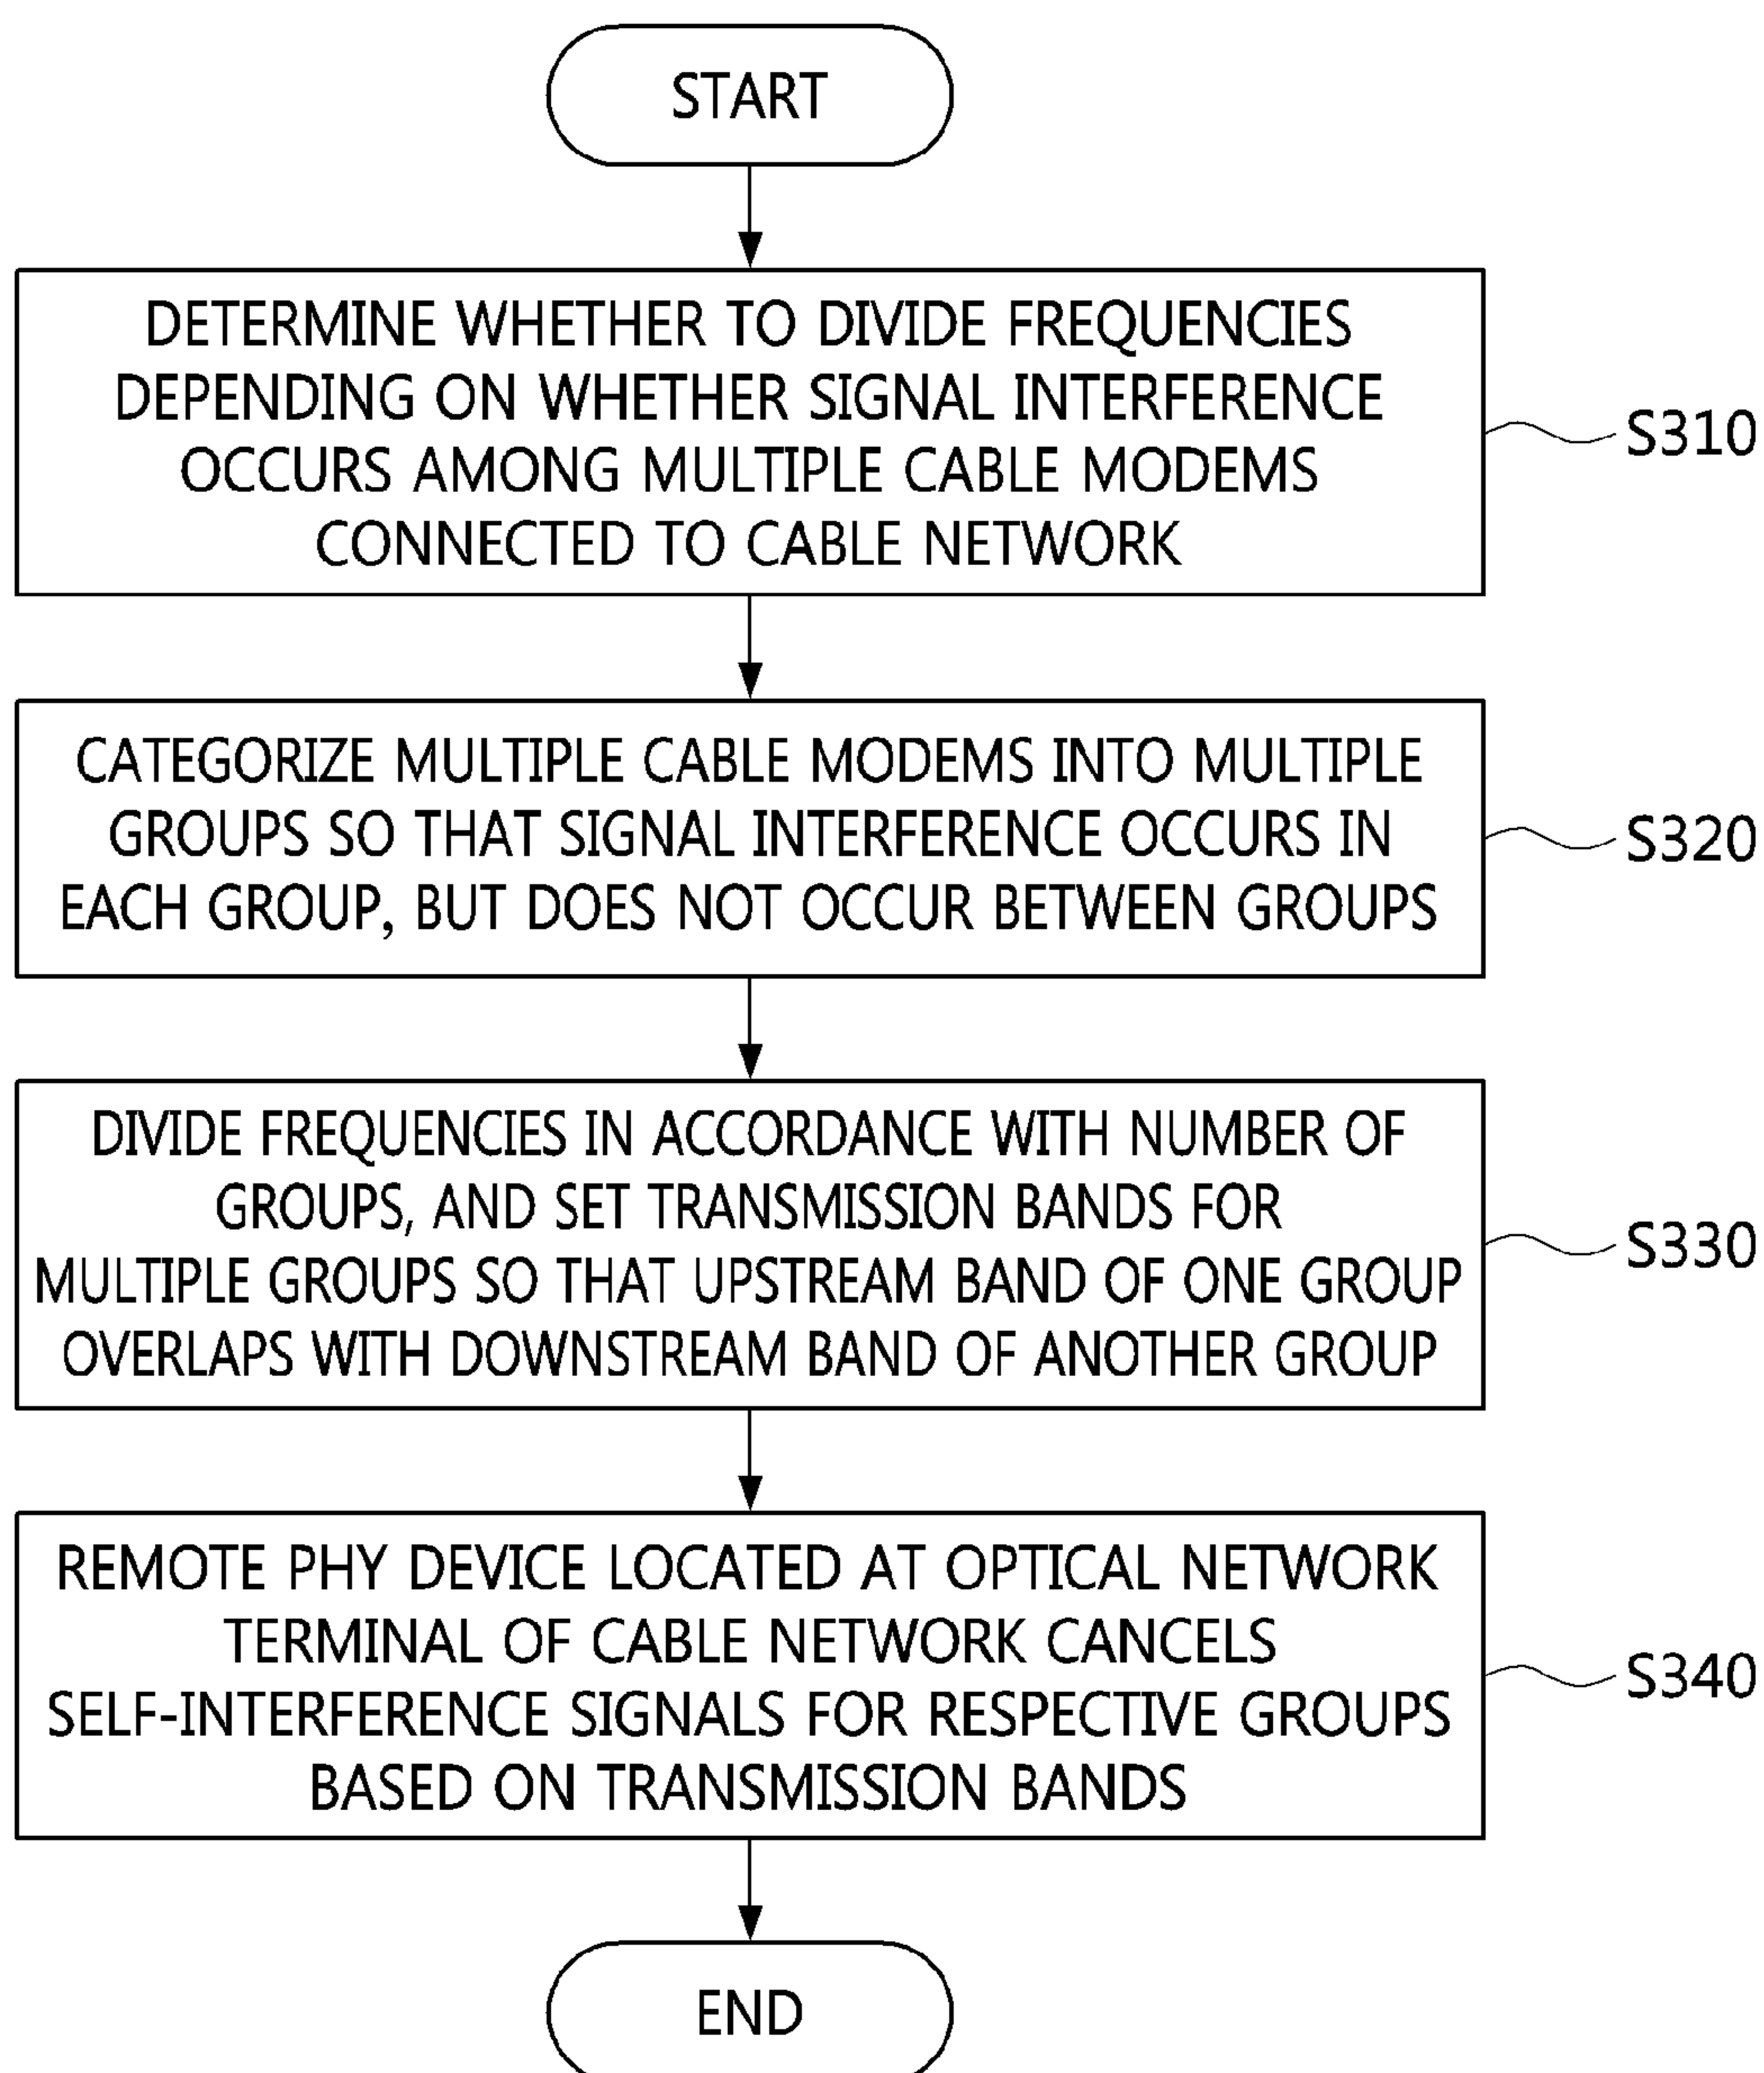 START
DETERMINE WHETHER TO DIVIDE FREQUENCIES
DEPENDING ON WHETHER SIGNAL INTERFERENCE
OCCURS AMONG MULTIPLE CABLE MODEMS
CONNECTED TO CABLE NETWORK
S310
CATEGORIZE MULTIPLE CABLE MODEMS INTO MULTIPLE
GROUPS SO THAT SIGNAL INTERFERENCE OCCURS IN
EACH GROUP, BUT DOES NOT OCCUR BETWEEN GROUPS
S320
DIVIDE FREQUENCIES IN ACCORDANCE WITH NUMBER OF
GROUPS, AND SET TRANSMISSION BANDS FOR
MULTIPLE GROUPS SO THAT UPSTREAM BAND OF ONE GROUP
OVERLAPS WITH DOWNSTREAM BAND OF ANOTHER GROUP
S330
REMOTE PHY DEVICE LOCATED AT OPTICAL NETWORK
TERMINAL OF CABLE NETWORK CANCELS
SELF-INTERFERENCE SIGNALS FOR RESPECTIVE GROUPS
BASED ON TRANSMISSION BANDS
S340
END